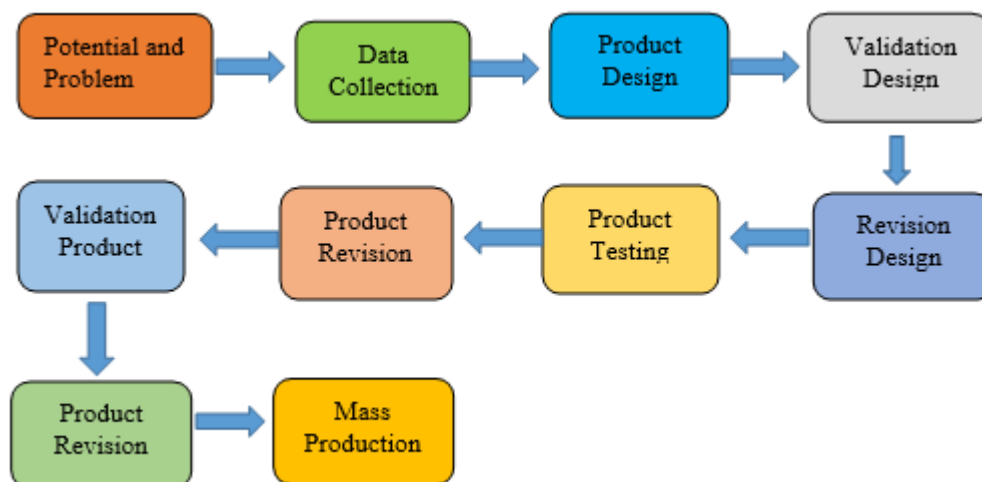 Potential and
Problem
Data
Collection
Product
Design
Validation
Design
Revision
Design
Product
Testing
Product
Revision
Validation
Product
Product
Revision
Mass
Production